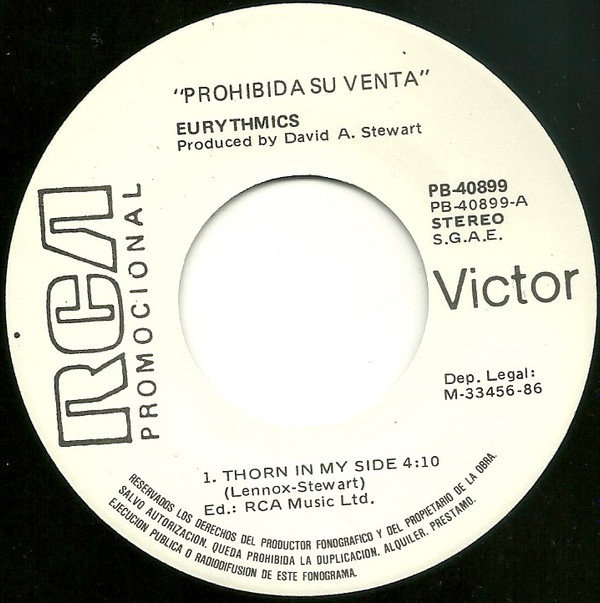 "PROHIBIDA SU VENTA"
EURYTHMICS
Produced by David A. Stewart
PB-40899
PB-40899-A
STEREO
S.G.A.E.
RCA
PROMOCIONAL
Victor
Dep. Legal:
M-33456-86
1. THORN IN MY SIDE 4:10
(Lennox-Stewart)
Ed.: RCA Music Ltd.
RESERVADOS LOS DERECHOS DEL PRODUCTOR FONOGRAFICO Y DEL PROPIETARIO DE LA OBRA.
SALVO AUTORIZACION. QUEDA PROHIBIDA LA DUPLICACION. ALQUILER. PRESTAMO.
EJECUCION PUBLICA O RADIODIFUSION DE ESTE FONOGRAMA.